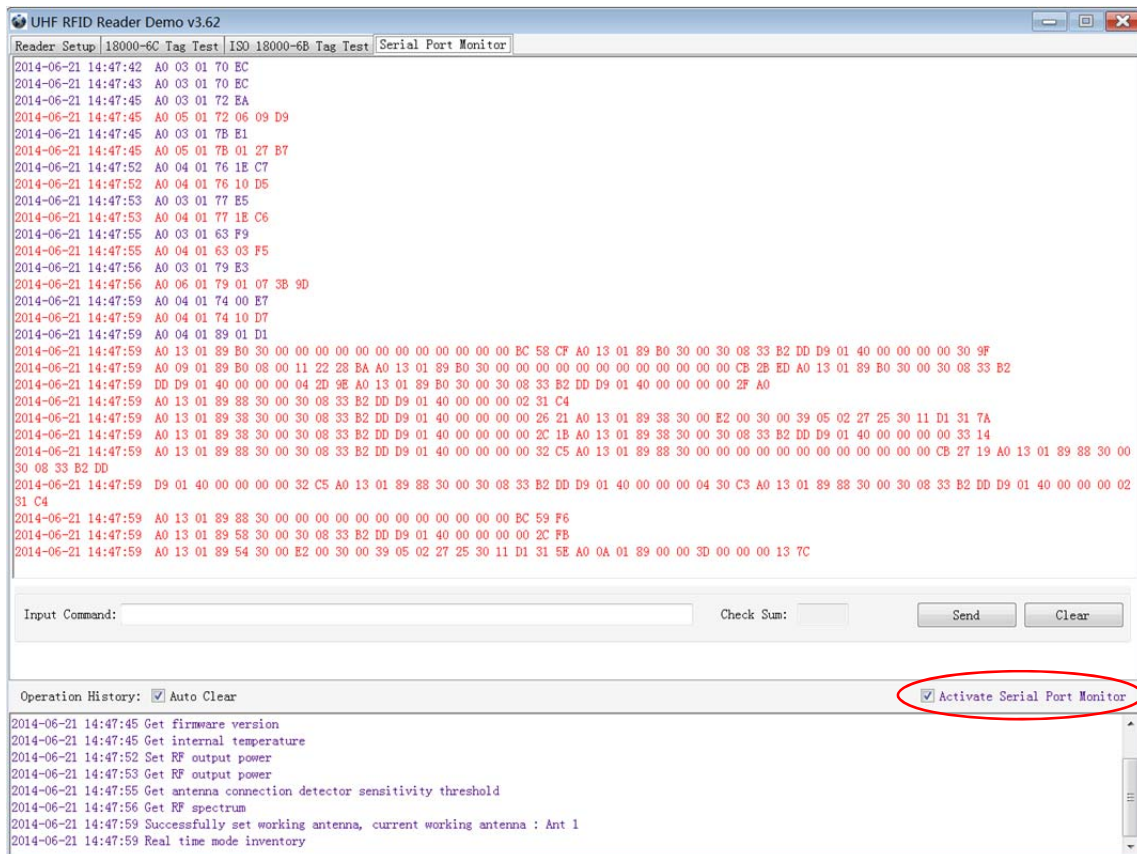 UHF RFID Reader Demo v3.62
Reader Setup 18000-6C Tag Test ISO 18000-6B Tag Test Serial Port Monitor
2014-06-21 14:47:42 A0 03 01 70 EC
2014-06-21 14:47:43 A0 03 01 70 EC
2014-06-21 14:47:45 A0 03 01 72 EA
2014-06-21 14:47:45 A0 05 01 72 06 09 D9
2014-06-21 14:47:45 A0 03 01 7B E1
2014-06-21 14:47:45 A0 05 01 7B 01 27 B7
2014-06-21 14:47:52 A0 04 01 76 1E C7
2014-06-21 14:47:52 A0 04 01 76 10 D5
2014-06-21 14:47:53 A0 03 01 77 E5
2014-06-21 14:47:53 A0 04 01 77 1E C6
2014-06-21 14:47:55 A0 03 01 63 F9
2014-06-21 14:47:55 A0 04 01 63 03 F5
2014-06-21 14:47:56 A0 03 01 79 E3
2014-06-21 14:47:56 A0 06 01 79 01 07 3B 9D
2014-06-21 14:47:59 A0 04 01 74 00 E7
2014-06-21 14:47:59 A0 04 01 74 10 D7
2014-06-21 14:47:59 A0 04 01 89 01 D1
2014-06-21 14:47:59 A0 13 01 89 B0 30 00 00 00 00 00 00 00 00 00 00 00 00 BC 58 CF A0 13 01 89 B0 30 00 30 08 33 B2 DD D9 01 40 00 00 00 00 30 9F
2014-06-21 14:47:59 A0 09 01 89 B0 08 00 11 22 28 BA A0 13 01 89 B0 30 00 00 00 00 00 00 00 00 00 00 00 00 CB 2B ED A0 13 01 89 B0 30 00 30 08 33 B2
2014-06-21 14:47:59 DD D9 01 40 00 00 00 04 2D 9E A0 13 01 89 B0 30 00 30 08 33 B2 DD D9 01 40 00 00 00 00 2F A0
2014-06-21 14:47:59 A0 13 01 89 88 30 00 30 08 33 B2 DD D9 01 40 00 00 00 02 31 C4
2014-06-21 14:47:59 A0 13 01 89 38 30 00 30 08 33 B2 DD D9 01 40 00 00 00 00 26 21 A0 13 01 89 38 30 00 E2 00 30 00 39 05 02 27 25 30 11 D1 31 7A
2014-06-21 14:47:59 A0 13 01 89 38 30 00 30 08 33 B2 DD D9 01 40 00 00 00 00 2C 1B A0 13 01 89 38 30 00 30 08 33 B2 DD D9 01 40 00 00 00 00 33 14
2014-06-21 14:47:59 A0 13 01 89 88 30 00 30 08 33 B2 DD D9 01 40 00 00 00 00 32 C5 A0 13 01 89 88 30 00 00 00 00 00 00 00 00 00 00 00 00 CB 27 19 A0 13 01 89 88 30 00
30 08 33 B2 DD
2014-06-21 14:47:59 D9 01 40 00 00 00 00 32 C5 A0 13 01 89 88 30 00 30 08 33 B2 DD D9 01 40 00 00 00 04 30 C3 A0 13 01 89 88 30 00 30 08 33 B2 DD D9 01 40 00 00 00 02
31 C4
2014-06-21 14:47:59 A0 13 01 89 88 30 00 00 00 00 00 00 00 00 00 00 00 00 BC 59 F6
2014-06-21 14:47:59 A0 13 01 89 58 30 00 30 08 33 B2 DD D9 01 40 00 00 00 00 2C FB
2014-06-21 14:47:59 A0 13 01 89 54 30 00 E2 00 30 00 39 05 02 27 25 30 11 D1 31 5E A0 0A 01 89 00 00 3D 00 00 00 13 7C
Input Command: Check Sum: Send Clear
Operation History: Auto Clear Activate Serial Port Monitor
2014-06-21 14:47:45 Get firmware version
2014-06-21 14:47:45 Get internal temperature
2014-06-21 14:47:52 Set RF output power
2014-06-21 14:47:53 Get RF output power
2014-06-21 14:47:55 Get antenna connection detector sensitivity threshold
2014-06-21 14:47:56 Get RF spectrum
2014-06-21 14:47:59 Successfully set working antenna, current working antenna : Ant 1
2014-06-21 14:47:59 Real time mode inventory